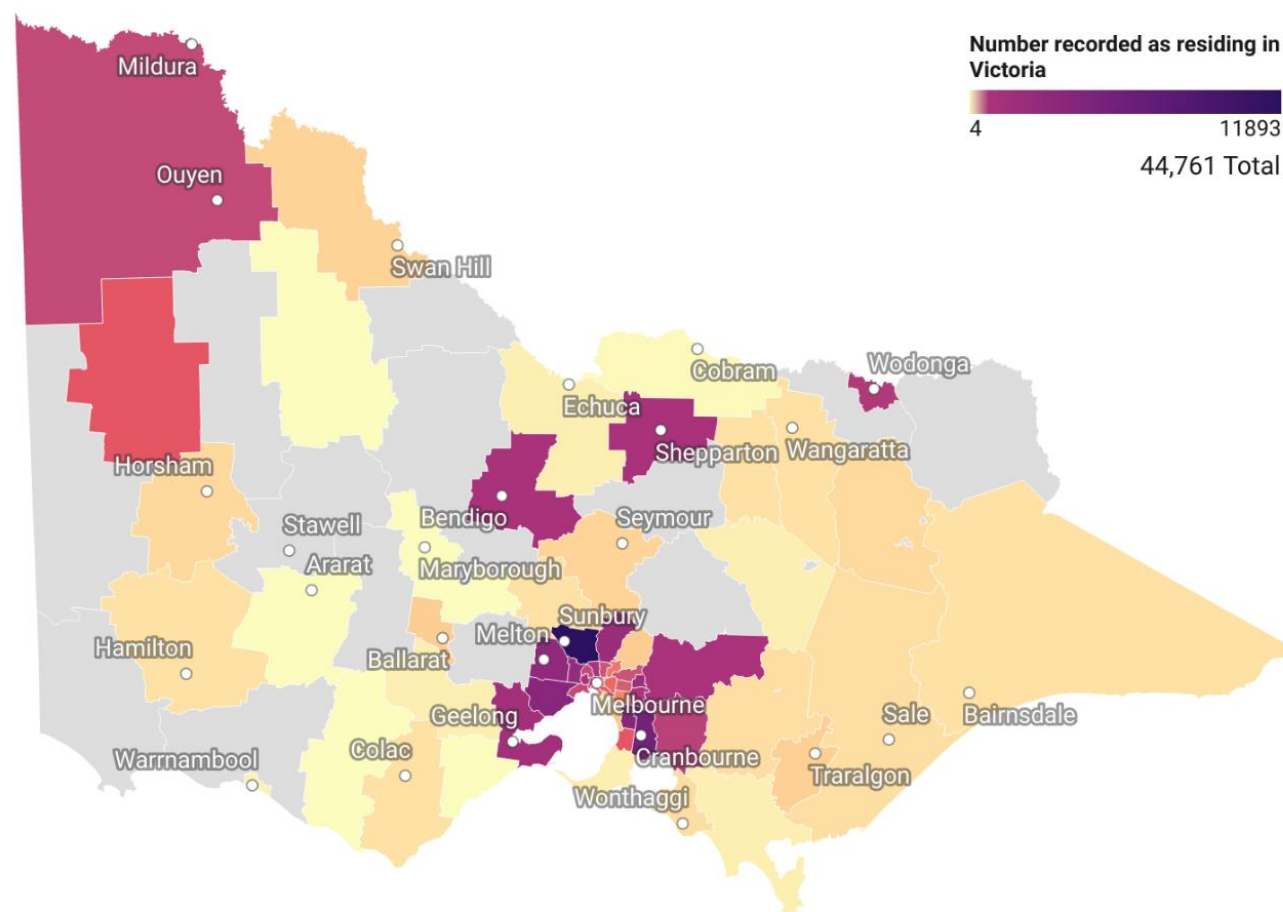 Number recorded as residing in
Victoria
4 11893
44,761 Total
Mildura
Ouyen
Swan Hill
Wodonga
Cobram
Echuca
Shepparton
Wangaratta
Horsham
Bendigo
Seymour
Stawell
Ararat
Maryborough
Sunbury
Melton
Hamilton
Ballarat
Melbourne
Geelong
Sale
Bairnsdale
Warrnambool
Colac
Cranbourne
Traralgon
Wonthaggi